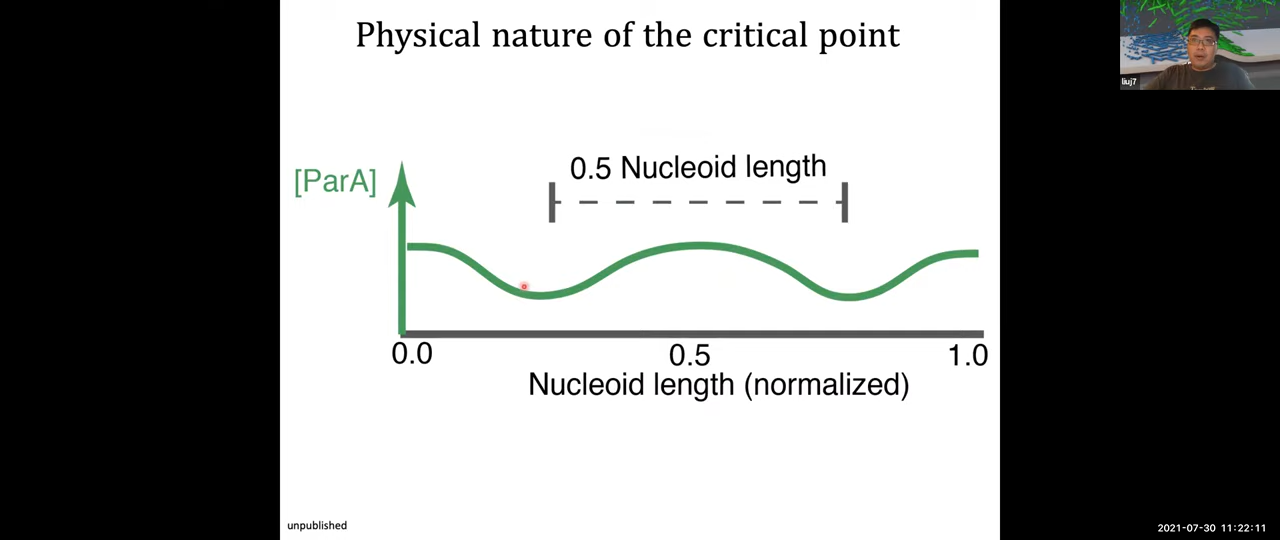 Physical nature of the critical point
liuj7
0.5 Nucleoid length
[ParA]
0.0
0.5
1.0
Nucleoid length (normalized)
unpublished
2021-07-30 11:22:11